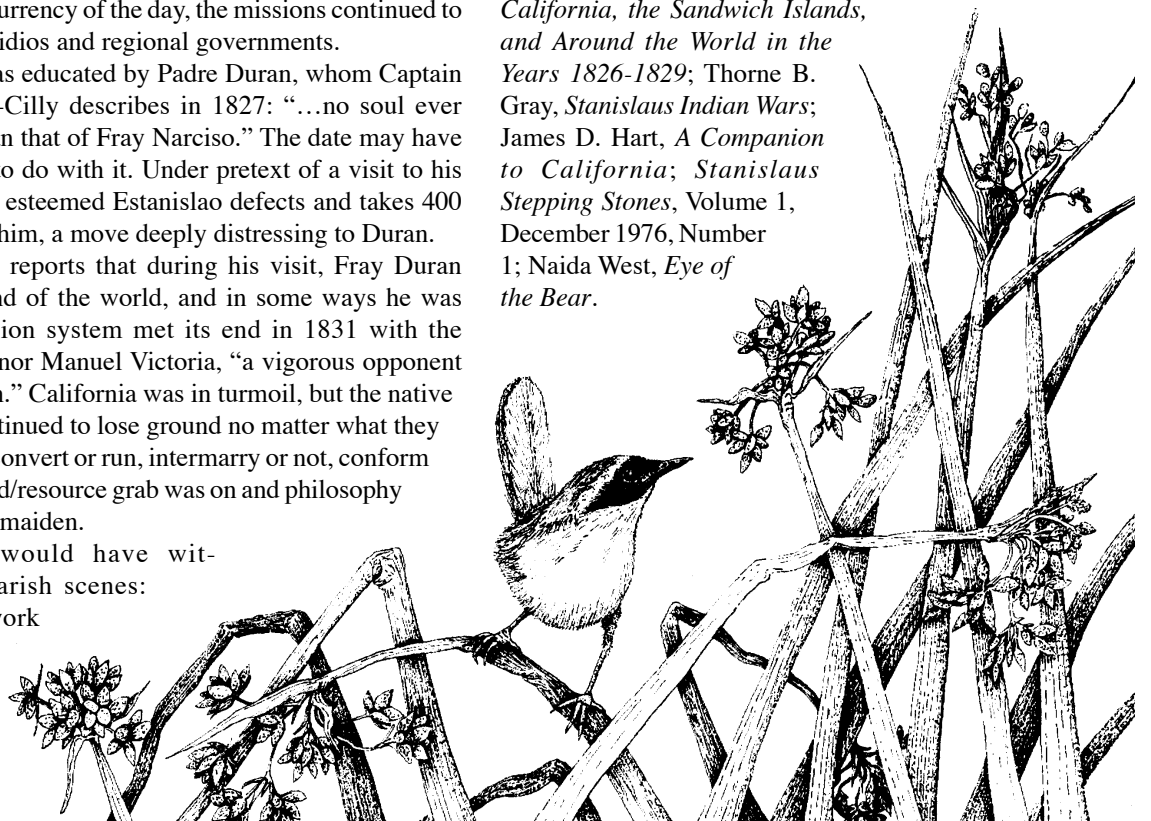 urrency of the day, the missions continued to
idios and regional governments.
as educated by Padre Duran, whom Captain
-Cilly describes in 1827: “…no soul ever
an that of Fray Narciso.” The date may have
to do with it. Under pretext of a visit to his
esteemed Estanislao defects and takes 400
him, a move deeply distressing to Duran.
reports that during his visit, Fray Duran
nd of the world, and in some ways he was
ion system met its end in 1831 with the
nor Manuel Victoria, “a vigorous opponent
n.” California was in turmoil, but the native
tinued to lose ground no matter what they
onvert or run, intermarry or not, conform
d/resource grab was on and philosophy
maiden.
would have wit-
arish scenes:
ork
California, the Sandwich Islands,
and Around the World in the
Years 1826-1829; Thorne B.
Gray, Stanislaus Indian Wars;
James D. Hart, A Companion
to California; Stanislaus
Stepping Stones, Volume 1,
December 1976, Number
1; Naida West, Eye of
the Bear.